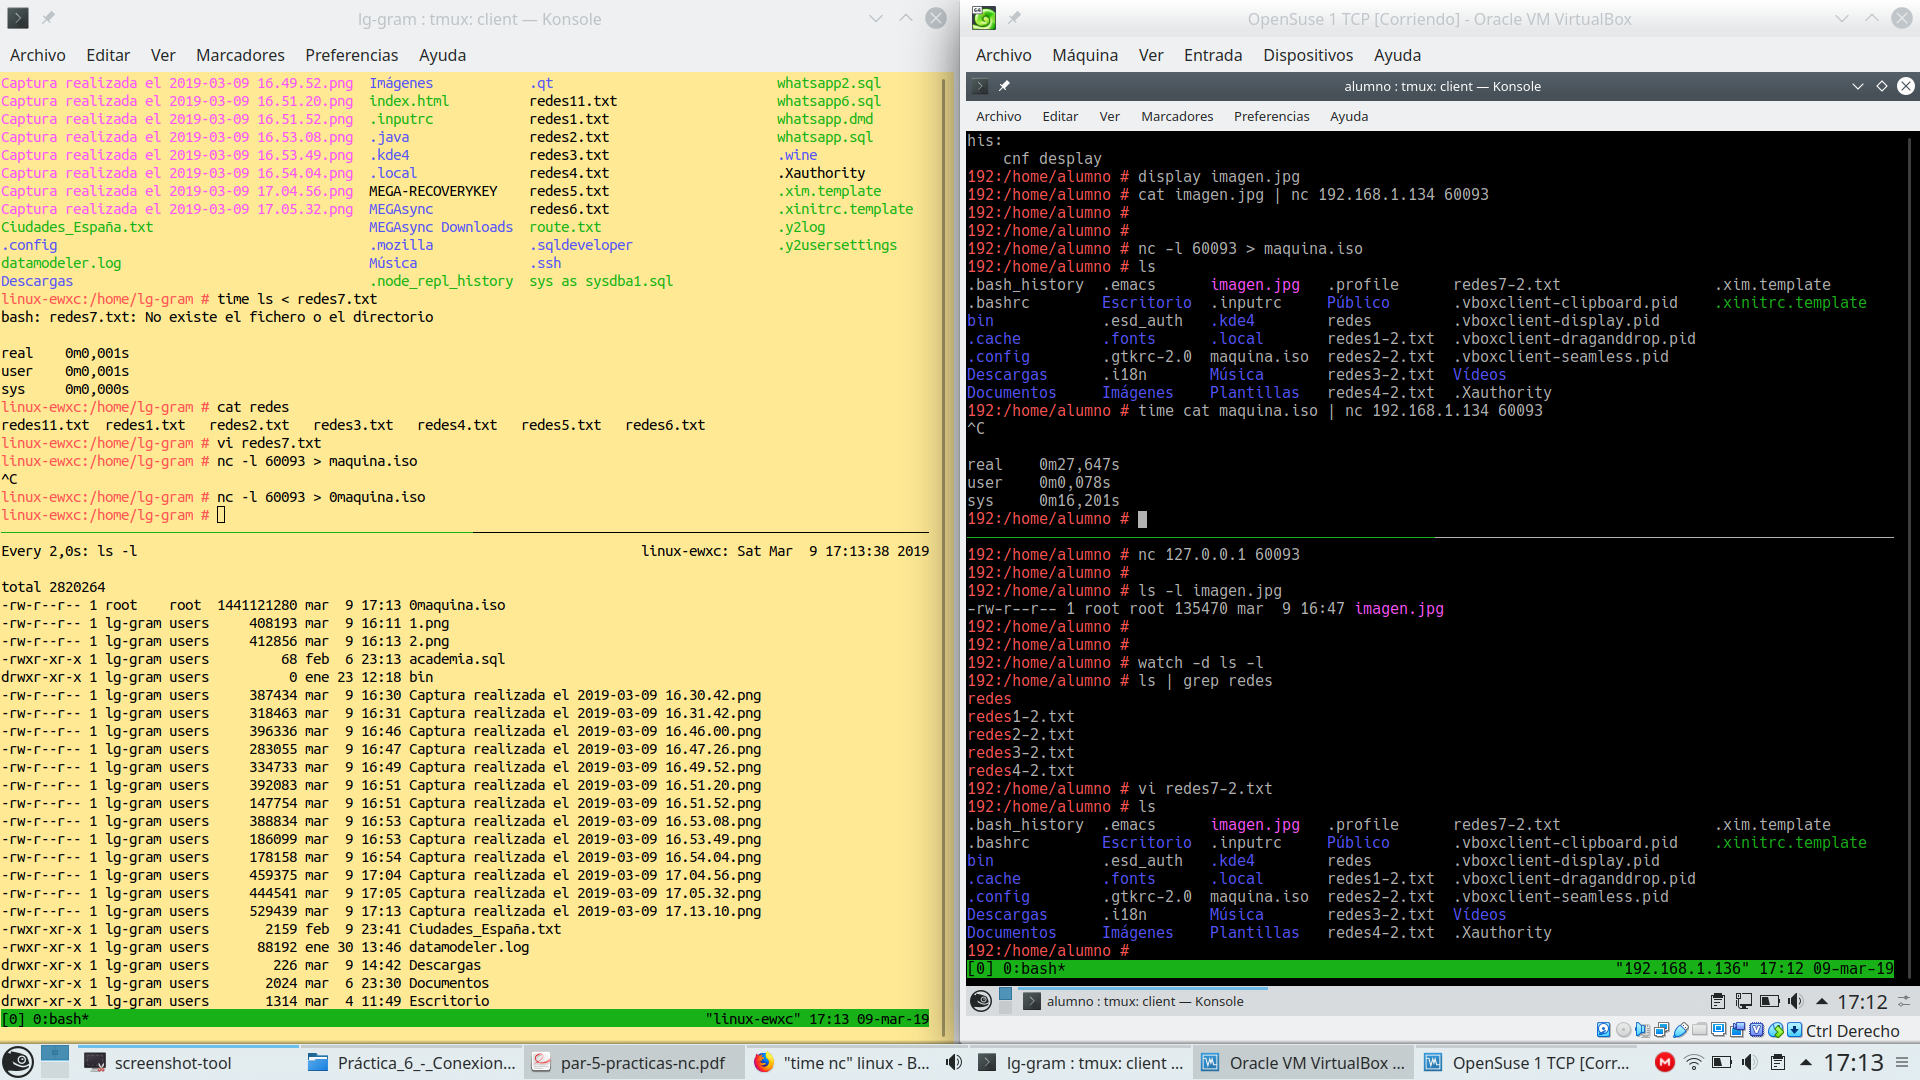 lg-gram : tmux: client — Konsole
Archivo Editar Ver Marcadores Preferencias Ayuda
Captura realizada el 2019-03-09 16.49.52.png Imágenes .qt whatsapp2.sql
Captura realizada el 2019-03-09 16.51.20.png index.html redes11.txt whatsapp6.sql
Captura realizada el 2019-03-09 16.51.52.png .inputrc redes1.txt whatsapp.dmd
Captura realizada el 2019-03-09 16.53.08.png .java redes2.txt whatsapp.sql
Captura realizada el 2019-03-09 16.53.49.png .kde4 redes3.txt .wine
Captura realizada el 2019-03-09 16.54.04.png .local redes4.txt .Xauthority
Captura realizada el 2019-03-09 17.04.56.png MEGA-RECOVERYKEY redes5.txt .xim.template
Captura realizada el 2019-03-09 17.05.32.png MEGAsync redes6.txt .xinitrc.template
Ciudades_España.txt MEGAsync Downloads route.txt .y2log
.config .mozilla .sqldeveloper .y2usersettings
datamodeler.log Música .ssh
Descargas .node_repl_history sys as sysdba1.sql
linux-ewxc:/home/lg-gram # time ls < redes7.txt
bash: redes7.txt: No existe el fichero o el directorio
real 0m0,001s
user 0m0,001s
sys 0m0,000s
linux-ewxc:/home/lg-gram # cat redes
redes11.txt redes1.txt redes2.txt redes3.txt redes4.txt redes5.txt redes6.txt
linux-ewxc:/home/lg-gram # vi redes7.txt
linux-ewxc:/home/lg-gram # nc -l 60093 > maquina.iso
^C
linux-ewxc:/home/lg-gram # nc -l 60093 > 0maquina.iso
linux-ewxc:/home/lg-gram #
Every 2,0s: ls -l linux-ewxc: Sat Mar 9 17:13:38 2019
total 2820264
-rw-r--r-- 1 root root 1441121280 mar 9 17:13 0maquina.iso
-rw-r--r-- 1 lg-gram users 408193 mar 9 16:11 1.png
-rw-r--r-- 1 lg-gram users 412856 mar 9 16:13 2.png
-rwxr-xr-x 1 lg-gram users 68 feb 6 23:13 academia.sql
drwxr-xr-x 1 lg-gram users 0 ene 23 12:18 bin
-rw-r--r-- 1 lg-gram users 387434 mar 9 16:30 Captura realizada el 2019-03-09 16.30.42.png
-rw-r--r-- 1 lg-gram users 318463 mar 9 16:31 Captura realizada el 2019-03-09 16.31.42.png
-rw-r--r-- 1 lg-gram users 396336 mar 9 16:46 Captura realizada el 2019-03-09 16.46.00.png
-rw-r--r-- 1 lg-gram users 283055 mar 9 16:47 Captura realizada el 2019-03-09 16.47.26.png
-rw-r--r-- 1 lg-gram users 334733 mar 9 16:49 Captura realizada el 2019-03-09 16.49.52.png
-rw-r--r-- 1 lg-gram users 392083 mar 9 16:51 Captura realizada el 2019-03-09 16.51.20.png
-rw-r--r-- 1 lg-gram users 147754 mar 9 16:51 Captura realizada el 2019-03-09 16.51.52.png
-rw-r--r-- 1 lg-gram users 388834 mar 9 16:53 Captura realizada el 2019-03-09 16.53.08.png
-rw-r--r-- 1 lg-gram users 186099 mar 9 16:53 Captura realizada el 2019-03-09 16.53.49.png
-rw-r--r-- 1 lg-gram users 178158 mar 9 16:54 Captura realizada el 2019-03-09 16.54.04.png
-rw-r--r-- 1 lg-gram users 459375 mar 9 17:04 Captura realizada el 2019-03-09 17.04.56.png
-rw-r--r-- 1 lg-gram users 444541 mar 9 17:05 Captura realizada el 2019-03-09 17.05.32.png
-rw-r--r-- 1 lg-gram users 529439 mar 9 17:13 Captura realizada el 2019-03-09 17.13.10.png
-rwxr-xr-x 1 lg-gram users 2159 feb 9 23:41 Ciudades_España.txt
-rw-r--r-- 1 lg-gram users 88192 ene 30 13:46 datamodeler.log
drwxr-xr-x 1 lg-gram users 226 mar 9 14:42 Descargas
drwxr-xr-x 1 lg-gram users 2024 mar 6 23:30 Documentos
drwxr-xr-x 1 lg-gram users 1314 mar 4 11:49 Escritorio
[0] 0:bash* "linux-ewxc" 17:13 09-mar-19
OpenSuse 1 TCP [Corriendo] - Oracle VM VirtualBox
Archivo Máquina Ver Entrada Dispositivos Ayuda
alumno : tmux: client — Konsole
Archivo Editar Ver Marcadores Preferencias Ayuda
his:
cnf desplay
192:/home/alumno # display imagen.jpg
192:/home/alumno # cat imagen.jpg | nc 192.168.1.134 60093
192:/home/alumno #
192:/home/alumno #
192:/home/alumno # nc -l 60093 > maquina.iso
192:/home/alumno # ls
.bash_history .emacs imagen.jpg .profile redes7-2.txt .xim.template
.bashrc Escritorio .inputrc Público .vboxclient-clipboard.pid .xinitrc.template
bin .esd_auth .kde4 redes .vboxclient-display.pid
.cache .fonts .local redes1-2.txt .vboxclient-draganddrop.pid
.config .gtkrc-2.0 maquina.iso redes2-2.txt .vboxclient-seamless.pid
Descargas .i18n Música redes3-2.txt Vídeos
Documentos Imágenes Plantillas redes4-2.txt .Xauthority
192:/home/alumno # time cat maquina.iso | nc 192.168.1.134 60093
^C
real 0m27,647s
user 0m0,078s
sys 0m16,201s
192:/home/alumno #
192:/home/alumno # nc 127.0.0.1 60093
192:/home/alumno #
192:/home/alumno # ls -l imagen.jpg
-rw-r--r-- 1 root root 135470 mar 9 16:47 imagen.jpg
192:/home/alumno #
192:/home/alumno #
192:/home/alumno # watch -d ls -l
192:/home/alumno # ls | grep redes
redes
redes1-2.txt
redes2-2.txt
redes3-2.txt
redes4-2.txt
192:/home/alumno # vi redes7-2.txt
192:/home/alumno # ls
.bash_history .emacs imagen.jpg .profile redes7-2.txt .xim.template
.bashrc Escritorio .inputrc Público .vboxclient-clipboard.pid .xinitrc.template
bin .esd_auth .kde4 redes .vboxclient-display.pid
.cache .fonts .local redes1-2.txt .vboxclient-draganddrop.pid
.config .gtkrc-2.0 maquina.iso redes2-2.txt .vboxclient-seamless.pid
Descargas .i18n Música redes3-2.txt Vídeos
Documentos Imágenes Plantillas redes4-2.txt .Xauthority
192:/home/alumno #
[0] 0:bash* "192.168.1.136" 17:12 09-mar-19
alumno : tmux: client — Konsole 17:12
Ctrl Derecho
screenshot-tool Práctica_6_-_Conexion... par-5-practicas-nc.pdf "time nc" linux - B... lg-gram : tmux: client ... Oracle VM VirtualBox ... OpenSuse 1 TCP [Corr... 17:13